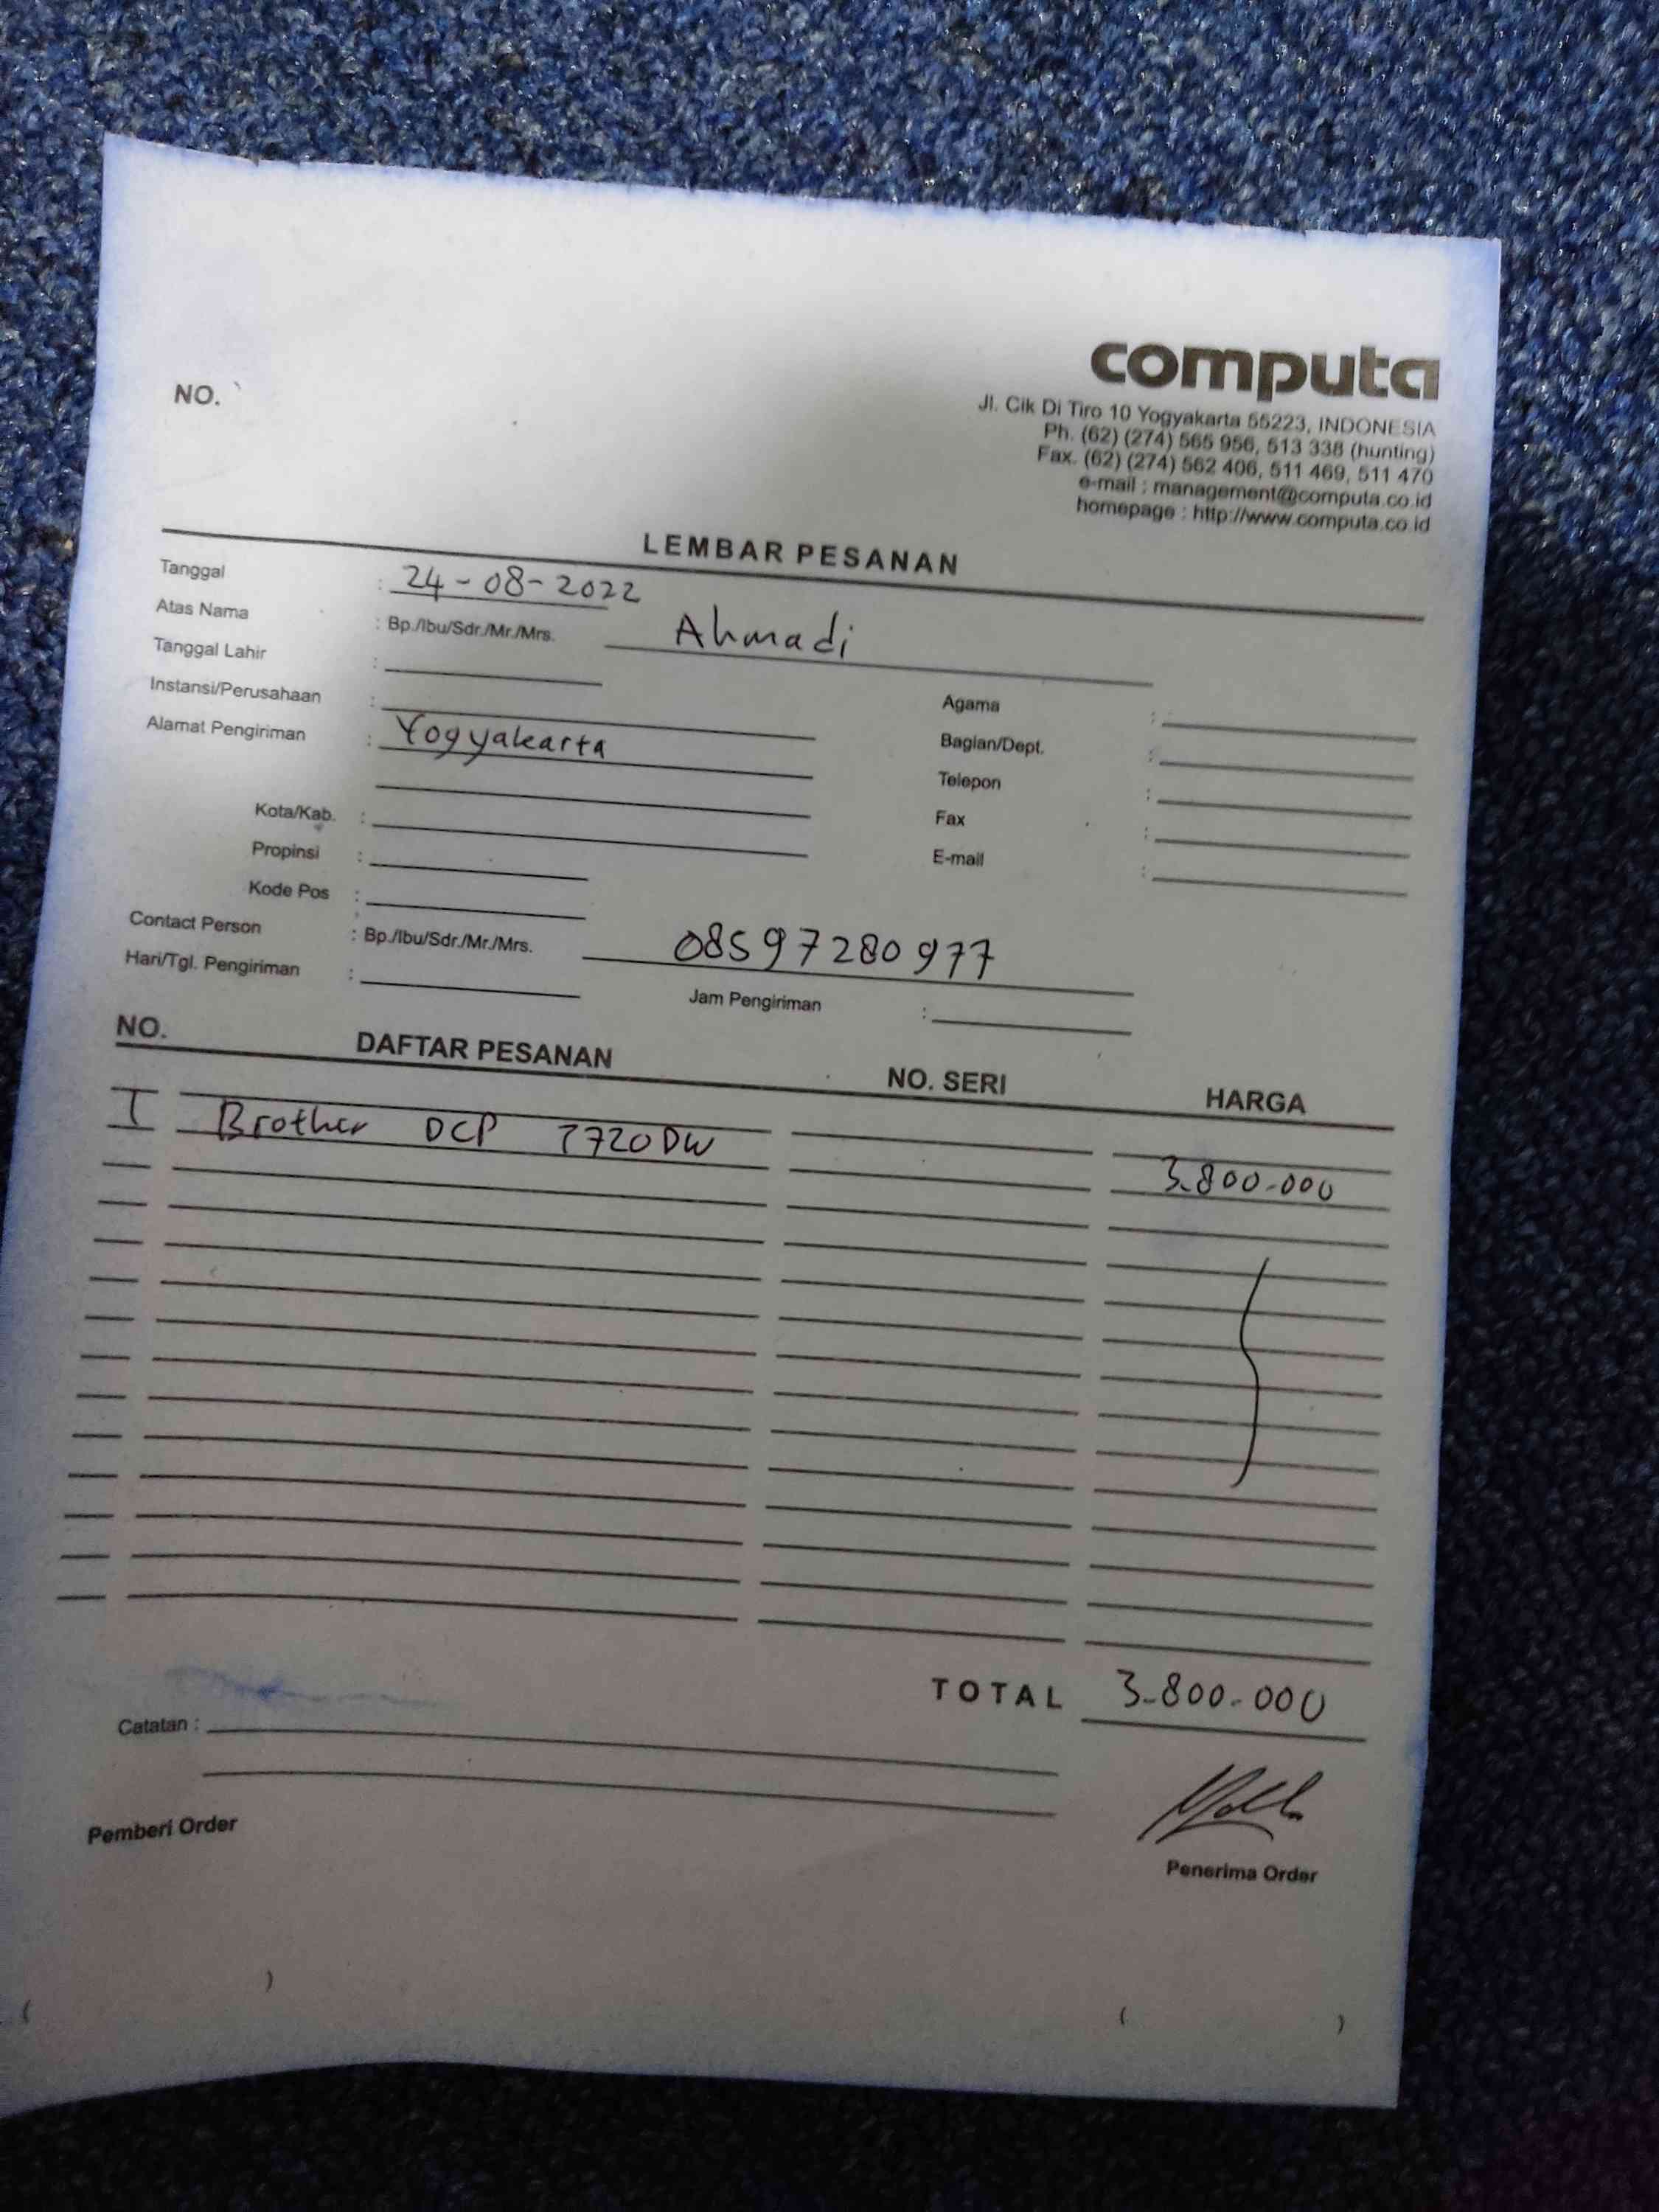 computa
Jl. Cik Di Tiro 10 Yogyakarta 55223, INDONESIA
Ph. (62) (274) 565 956, 513 338 (hunting)
Fax. (62) (274) 562 406, 511 469, 511 470
e-mail : management@computa.co.id
homepage : http://www.computa.co.id
NO.
LEMBAR PESANAN
Tanggal : 24-08-2022
Atas Nama : Bp./Ibu/Sdr./Mr./Mrs. Ahmadi
Tanggal Lahir :
Agama :
Instansi/Perusahaan :
Bagian/Dept. :
Alamat Pengiriman : Yogyakarta
Telepon :
Fax :
Kota/Kab. :
E-mail :
Propinsi :
Kode Pos :
Contact Person : Bp./Ibu/Sdr./Mr./Mrs. 08597280977
Hari/Tgl. Pengiriman : Jam Pengiriman :
NO. DAFTAR PESANAN NO. SERI HARGA
I Brother DCP T720DW 3.800.000
TOTAL 3.800.000
Catatan :
Pemberi Order
Penerima Order
( ) ( )